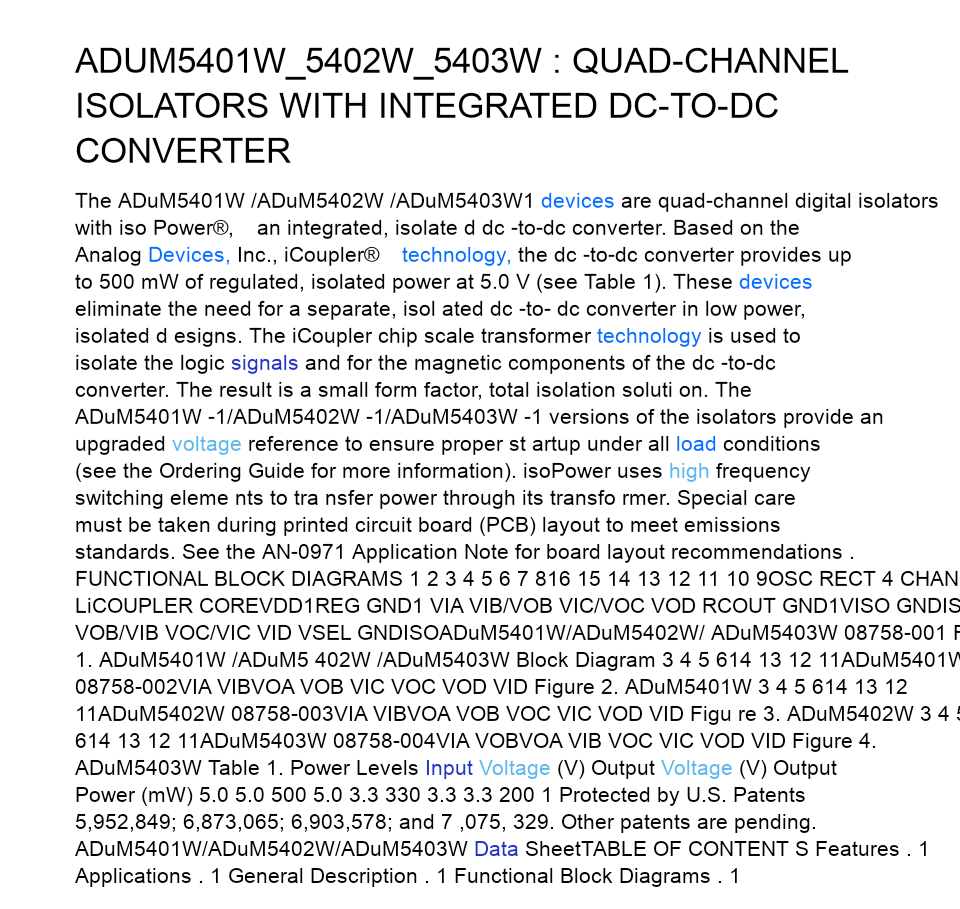 ADUM5401W_5402W_5403W : QUAD-CHANNEL
ISOLATORS WITH INTEGRATED DC-TO-DC
CONVERTER
The ADuM5401W /ADuM5402W /ADuM5403W1 devices are quad-channel digital isolators
with iso Power®, an integrated, isolate d dc -to-dc converter. Based on the
Analog Devices, Inc., iCoupler® technology, the dc -to-dc converter provides up
to 500 mW of regulated, isolated power at 5.0 V (see Table 1). These devices
eliminate the need for a separate, isol ated dc -to- dc converter in low power,
isolated d esigns. The iCoupler chip scale transformer technology is used to
isolate the logic signals and for the magnetic components of the dc -to-dc
converter. The result is a small form factor, total isolation soluti on. The
ADuM5401W -1/ADuM5402W -1/ADuM5403W -1 versions of the isolators provide an
upgraded voltage reference to ensure proper st artup under all load conditions
(see the Ordering Guide for more information). isoPower uses high frequency
switching eleme nts to tra nsfer power through its transfo rmer. Special care
must be taken during printed circuit board (PCB) layout to meet emissions
standards. See the AN-0971 Application Note for board layout recommendations .
FUNCTIONAL BLOCK DIAGRAMS 1 2 3 4 5 6 7 816 15 14 13 12 11 10 9OSC RECT 4 CHAN
LiCOUPLER COREVDD1REG GND1 VIA VIB/VOB VIC/VOC VOD RCOUT GND1VISO GNDIS
VOB/VIB VOC/VIC VID VSEL GNDISOADuM5401W/ADuM5402W/ ADuM5403W 08758-001 F
1. ADuM5401W /ADuM5 402W /ADuM5403W Block Diagram 3 4 5 614 13 12 11ADuM5401W
08758-002VIA VIBVOA VOB VIC VOC VOD VID Figure 2. ADuM5401W 3 4 5 614 13 12
11ADuM5402W 08758-003VIA VIBVOA VOB VOC VIC VOD VID Figu re 3. ADuM5402W 3 4 5
614 13 12 11ADuM5403W 08758-004VIA VOBVOA VIB VOC VIC VOD VID Figure 4.
ADuM5403W Table 1. Power Levels Input Voltage (V) Output Voltage (V) Output
Power (mW) 5.0 5.0 500 5.0 3.3 330 3.3 3.3 200 1 Protected by U.S. Patents
5,952,849; 6,873,065; 6,903,578; and 7 ,075, 329. Other patents are pending.
ADuM5401W/ADuM5402W/ADuM5403W Data SheetTABLE OF CONTENT S Features . 1
Applications . 1 General Description . 1 Functional Block Diagrams . 1